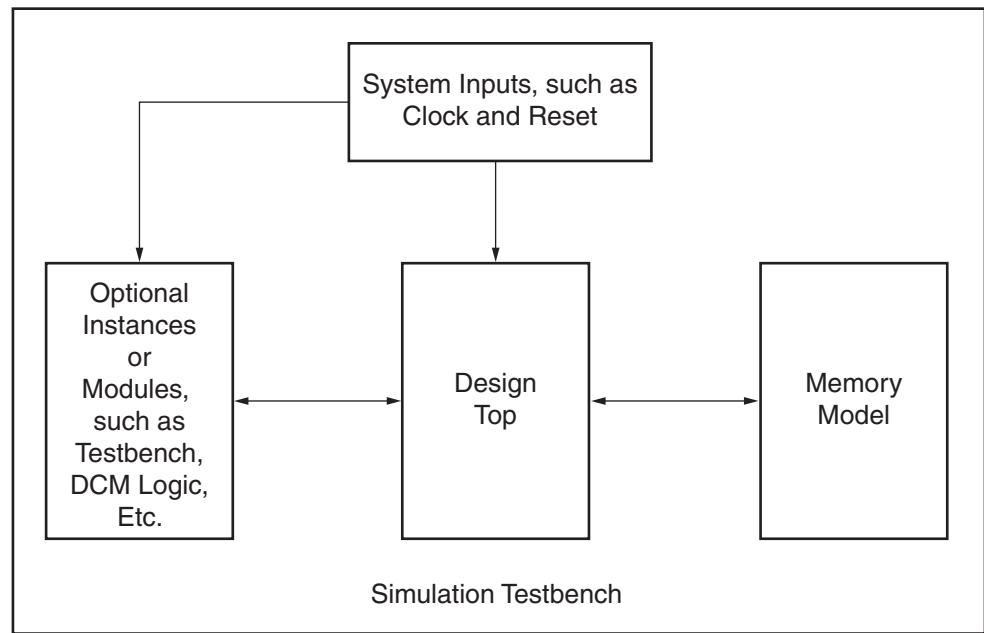 System Inputs, such as
Clock and Reset
Optional
Instances
or
Modules,
such as
Testbench,
DCM Logic,
Etc.
Design
Top
Memory
Model
Simulation Testbench